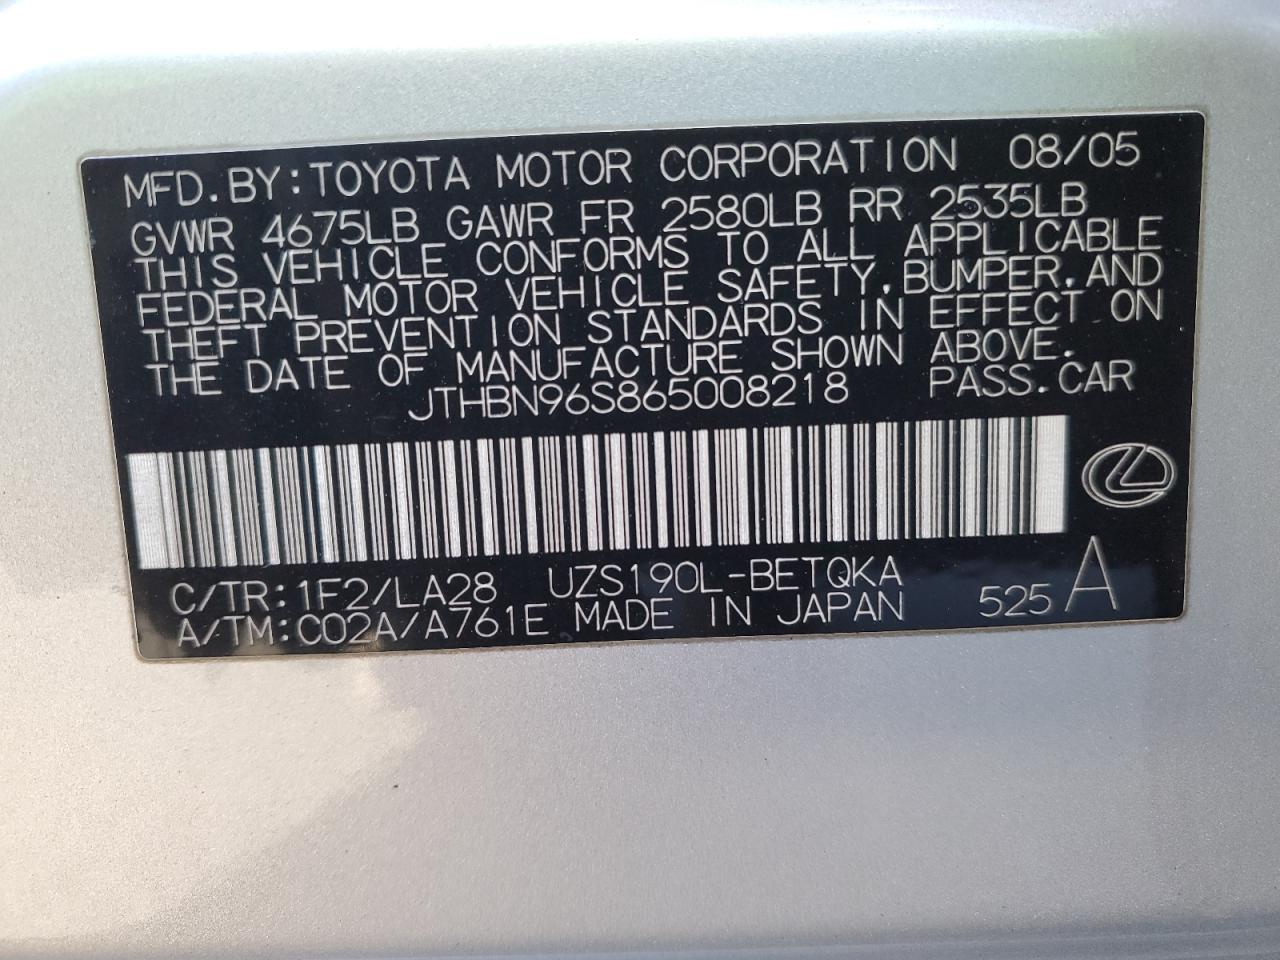 MFD.BY:TOYOTA MOTOR CORPORATION 08/05
GVWR 4675LB GAWR FR 2580LB RR 2535LB
THIS VEHICLE CONFORMS TO ALL APPLICABLE
FEDERAL MOTOR VEHICLE SAFETY,BUMPER,AND
THEFT PREVENTION STANDARDS IN EFFECT ON
THE DATE OF MANUFACTURE SHOWN ABOVE.
JTHBN96S865008218 PASS.CAR
C/TR:1F2/LA28 UZS190L-BETQKA
A/TM:C02A/A761E MADE IN JAPAN 525 A